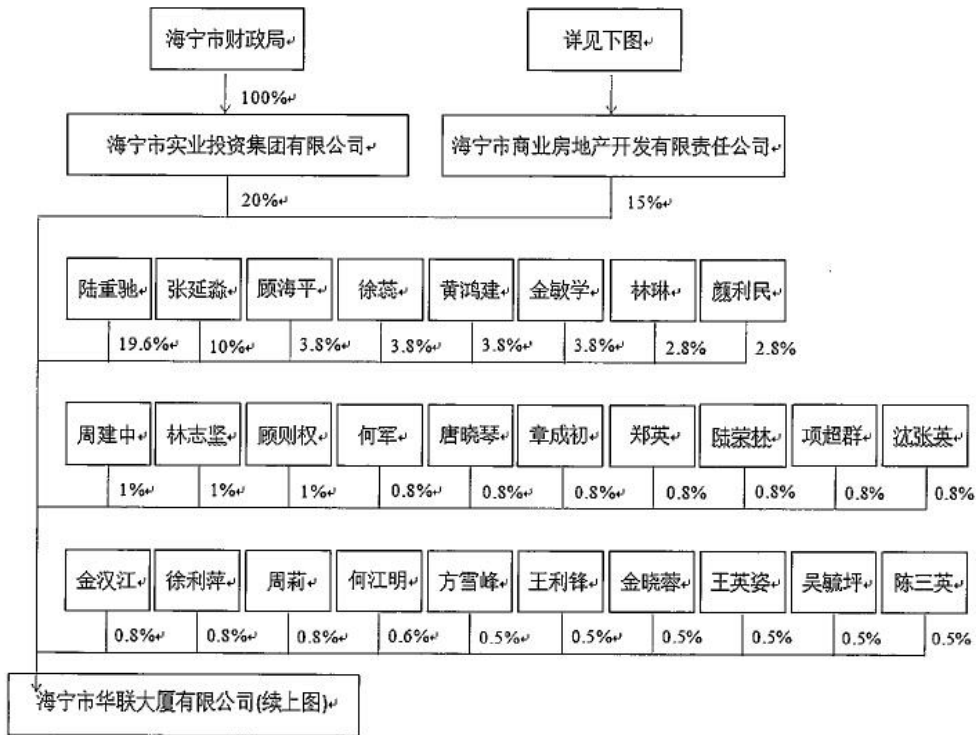 海宁市财政局 详见下图
100%
海宁市实业投资集团有限公司 海宁市商业房地产开发有限责任公司
20% 15%
陆重驰 张延淼 顾海平 徐蕊 黄鸿建 金敏学 林琳 颜利民
19.6% 10% 3.8% 3.8% 3.8% 3.8% 2.8% 2.8%
周建中 林志坚 顾则权 何军 唐晓琴 章成初 郑英 陆荣林 项超群 沈张英
1% 1% 1% 0.8% 0.8% 0.8% 0.8% 0.8% 0.8% 0.8%
金汉江 徐利萍 周莉 何江明 方雪峰 王利锋 金晓蓉 王英姿 吴毓坪 陈三英
0.8% 0.8% 0.8% 0.6% 0.5% 0.5% 0.5% 0.5% 0.5% 0.5%
海宁市华联大厦有限公司(续上图)